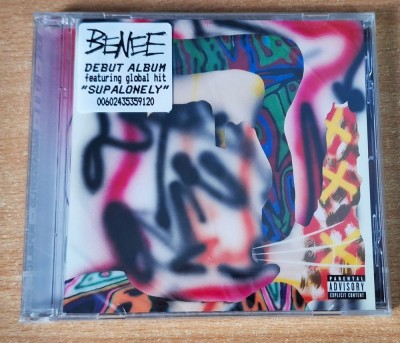 BENEE
DEBUT ALBUM
featuring global hit
"SUPALONELY"
00602435359120
PARENTAL
ADVISORY
EXPLICIT CONTENT